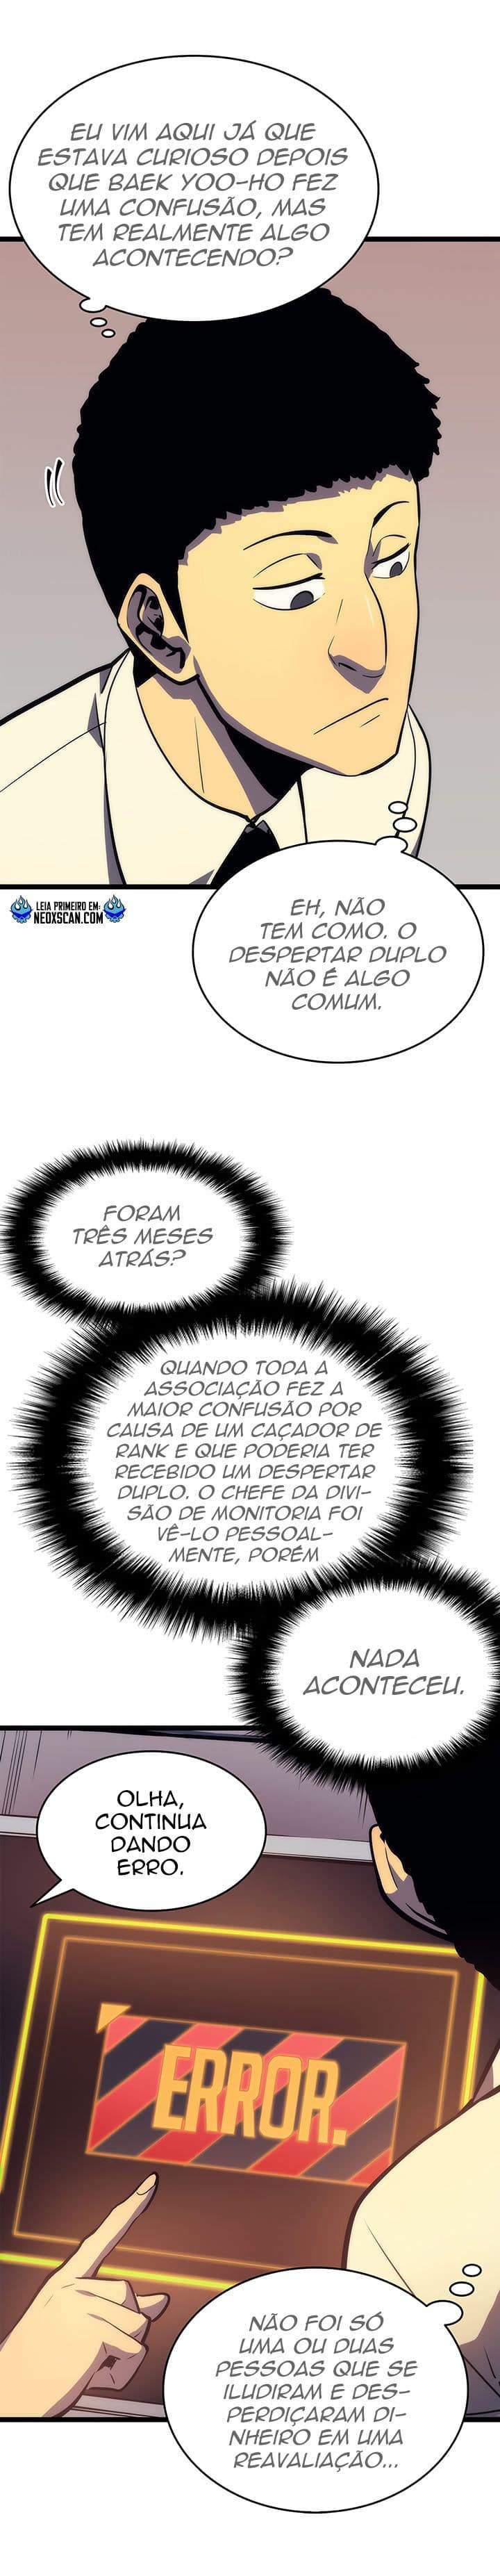 EU VIM AQUI JÁ QUE
ESTAVA CURIOSO DEPOIS
QUE BAEK YOO-HO FEZ
UMA CONFUSÃO, MAS
TEM REALMENTE ALGO
ACONTECENDO?
LEIA PRIMEIRO EM:
NEOXSCAN.COM
EH, NÃO
TEM COMO. O
DESPERTAR DUPLO
NÃO É ALGO
COMUM.
FORAM
TRÊS MESES
ATRÁS?
QUANDO TODA A
ASSOCIAÇÃO FEZ A
MAIOR CONFUSÃO POR
CAUSA DE UM CAÇADOR DE
RANK E QUE PODERIA TER
RECEBIDO UM DESPERTAR
DUPLO. O CHEFE DA DIVI-
SÃO DE MONITORIA FOI
VÊ-LO PESSOAL-
MENTE, PORÉM
NADA
ACONTECEU.
OLHA,
CONTINUA
DANDO
ERRO.
ERROR.
NÃO FOI SÓ
UMA OU DUAS
PESSOAS QUE SE
ILUDIRAM E DES-
PERDIÇARAM DI-
NHEIRO EM UMA
REAVALIAÇÃO...